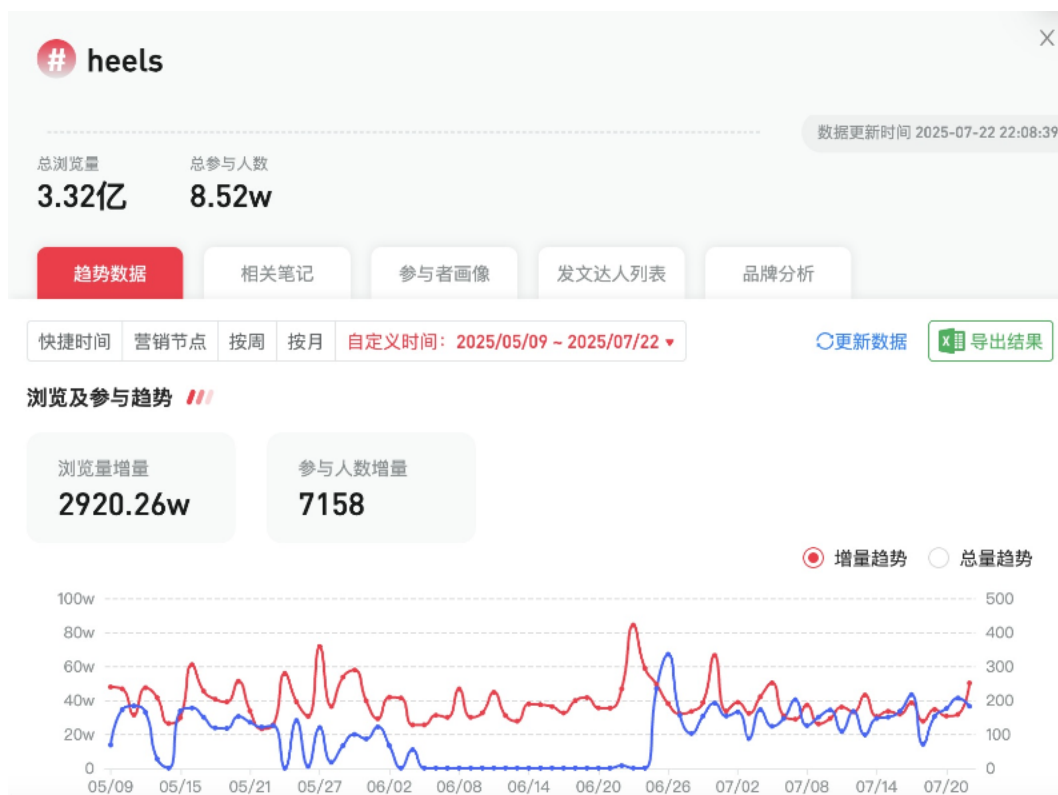 # heels
数据更新时间 2025-07-22 22:08:39
总浏览量 总参与人数
3.32亿 8.52w
趋势数据 相关笔记 参与者画像 发文达人列表 品牌分析
快捷时间 营销节点 按周 按月 自定义时间: 2025/05/09 ~ 2025/07/22 更新数据 导出结果
浏览及参与趋势
浏览量增量 参与人数增量
2920.26w 7158
增量趋势 总量趋势
100w 500
80w 400
60w 300
40w 200
20w 100
0 0
05/09 05/15 05/21 05/27 06/02 06/08 06/14 06/20 06/26 07/02 07/08 07/14 07/20